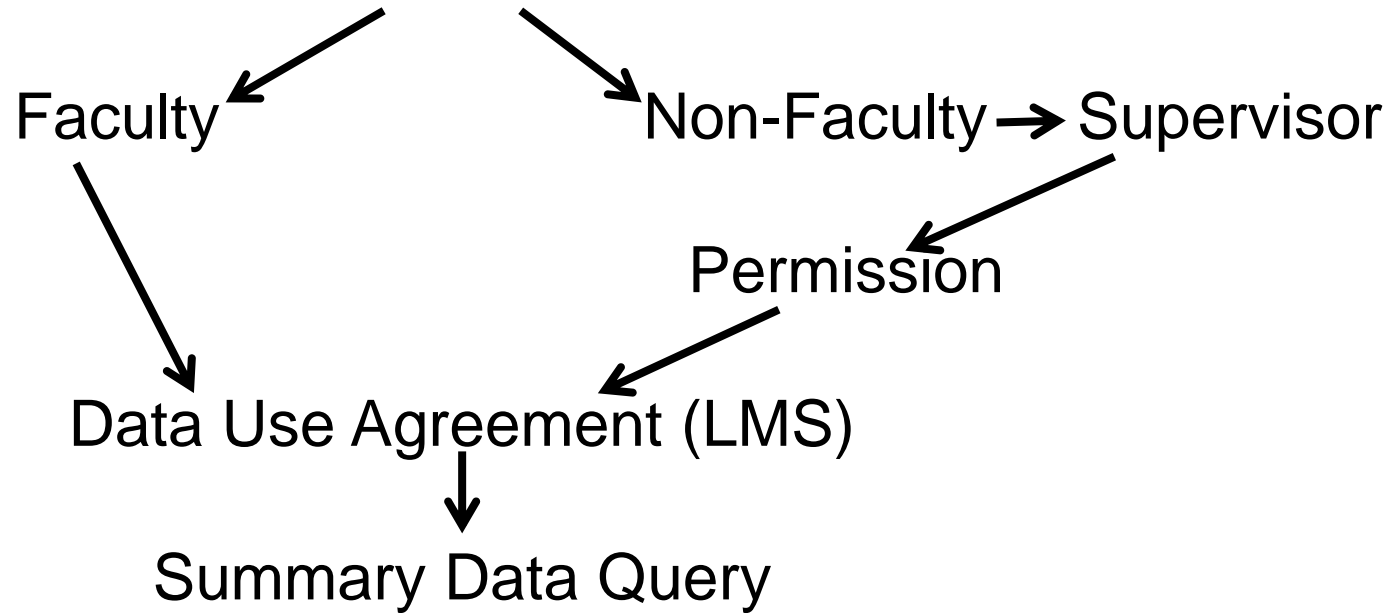 Faculty
Non-Faculty
Supervisor
Permission
Data Use Agreement (LMS)
Summary Data Query